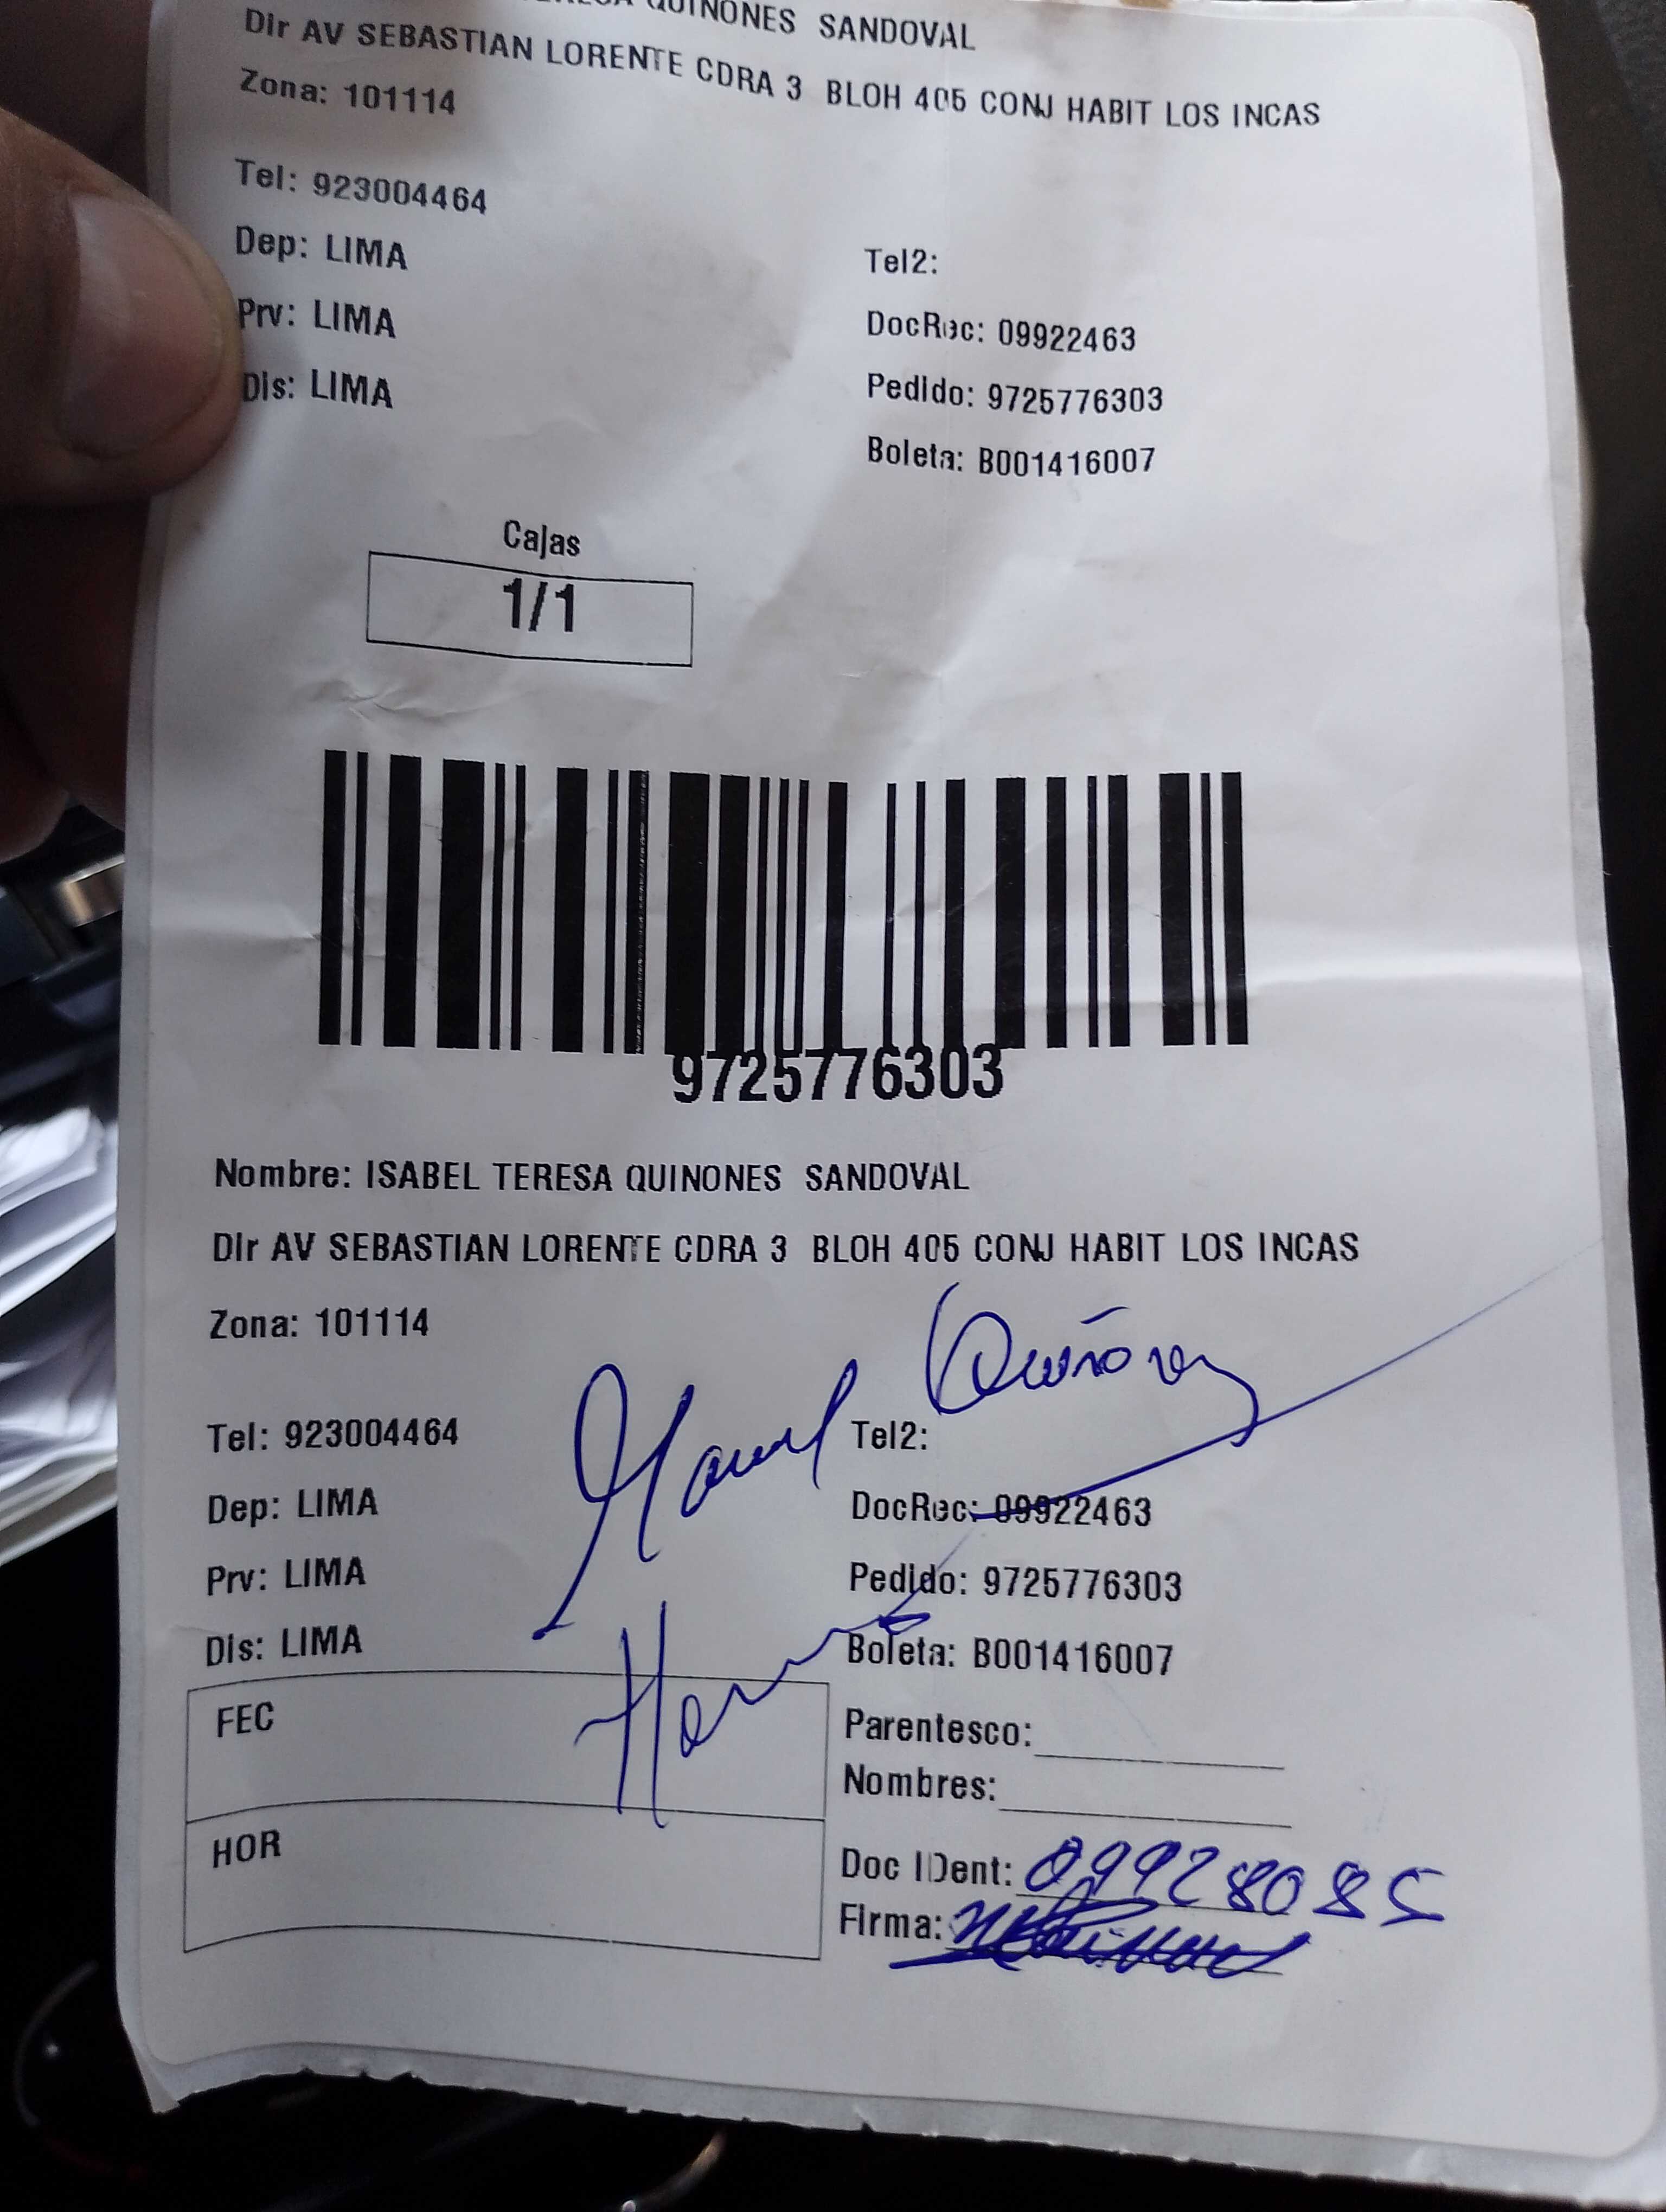 QUINONES SANDOVAL
Dir AV SEBASTIAN LORENTE CDRA 3 BLOH 405 CONJ HABIT LOS INCAS
Zona: 101114
Tel: 923004464
Tel2:
Dep: LIMA
DocRec: 09922463
Prv: LIMA
Pedido: 9725776303
Dis: LIMA
Boleta: B001416007
Cajas
1/1
9725776303
Nombre: ISABEL TERESA QUINONES SANDOVAL
Dir AV SEBASTIAN LORENTE CDRA 3 BLOH 405 CONJ HABIT LOS INCAS
Zona: 101114
Quiñones
Tel: 923004464
Tel2:
Dep: LIMA
DocRec: 09922463
Prv: LIMA
Pedido: 9725776303
Dis: LIMA
Boleta: B001416007
FEC
Parentesco:
Nombres:
HOR
Doc IDent: 09928085
Firma: